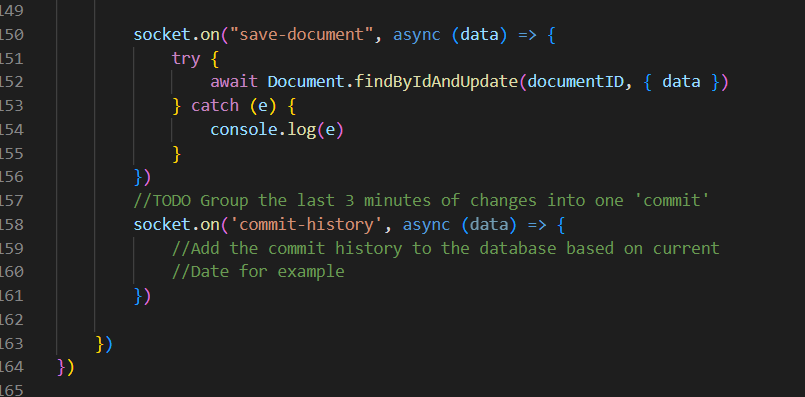 149
150 socket.on("save-document", async (data) => {
151 try {
152 await Document.findByIdAndUpdate(documentID, { data })
153 } catch (e) {
154 console.log(e)
155 }
156 })
157 //TODO Group the last 3 minutes of changes into one 'commit'
158 socket.on('commit-history', async (data) => {
159 //Add the commit history to the database based on current
160 //Date for example
161 })
162
163 })
164 })
165